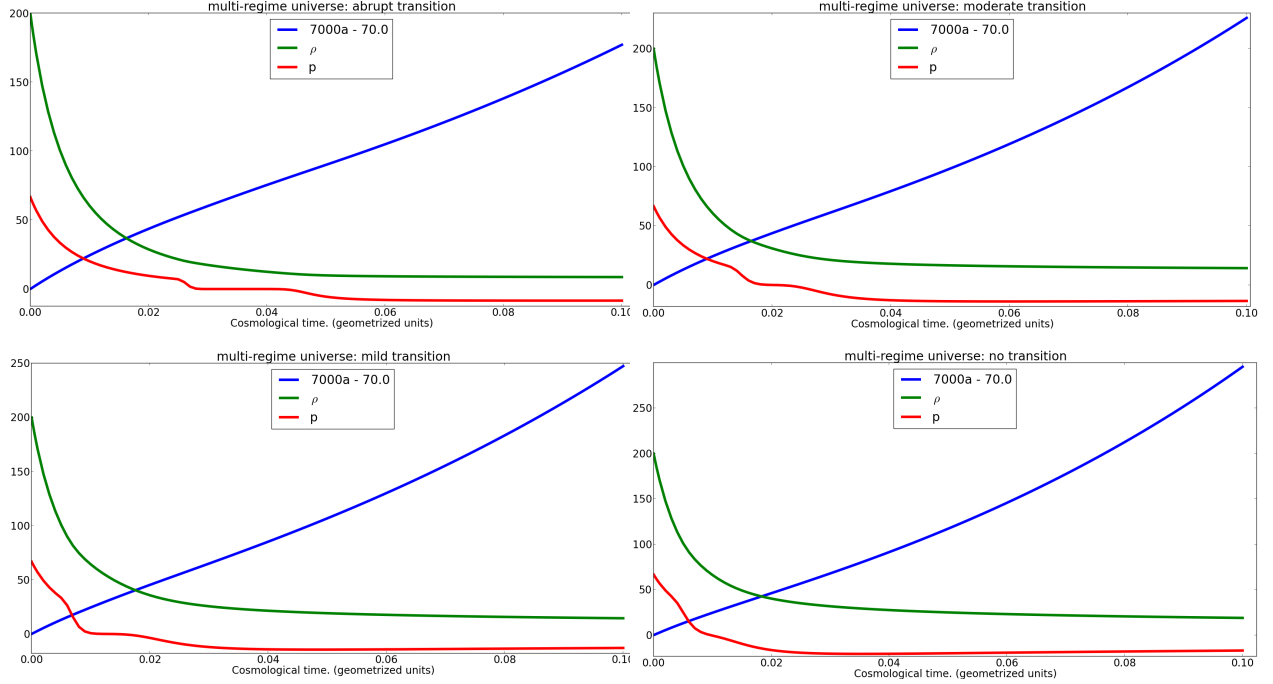 multi-regime universe: abrupt transition
200
150
100
50
0
7000a - 70.0
ρ
p
0.00 0.02 0.04 0.06 0.08 0.10
Cosmological time. (geometrized units)
multi-regime universe: moderate transition
200
150
100
50
0
7000a - 70.0
ρ
p
0.00 0.02 0.04 0.06 0.08 0.10
Cosmological time. (geometrized units)
multi-regime universe: mild transition
250
200
150
100
50
0
7000a - 70.0
ρ
p
0.00 0.02 0.04 0.06 0.08 0.10
Cosmological time. (geometrized units)
multi-regime universe: no transition
250
200
150
100
50
0
7000a - 70.0
ρ
p
0.00 0.02 0.04 0.06 0.08 0.10
Cosmological time. (geometrized units)